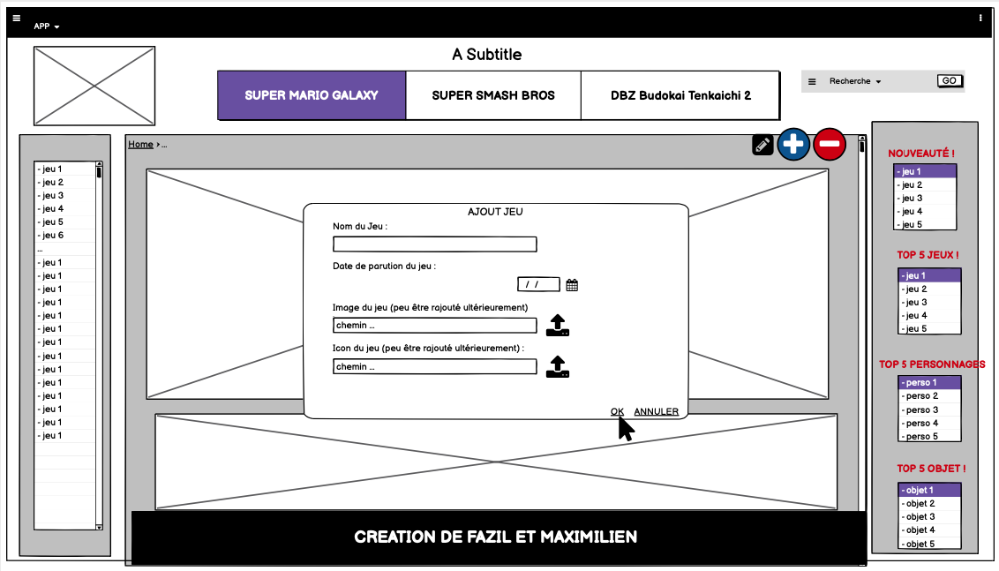 APP
A Subtitle
SUPER MARIO GALAXY
SUPER SMASH BROS
DBZ Budokai Tenkaichi 2
Recherche
GO
Home ›...
- jeu 1
- jeu 2
- jeu 3
- jeu 4
- jeu 5
- jeu 6
...
- jeu 1
- jeu 1
- jeu 1
- jeu 1
- jeu 1
- jeu 1
- jeu 1
- jeu 1
- jeu 1
- jeu 1
- jeu 1
- jeu 1
- jeu 1
- jeu 1
AJOUT JEU
Nom du Jeu :
Date de parution du jeu :
/ /
Image du jeu (peu être rajouté ultérieurement)
chemin ...
Icon du jeu (peu être rajouté ultérieurement) :
chemin ...
OK ANNULER
NOUVEAUTÉ !
- jeu 1
- jeu 2
- jeu 3
- jeu 4
- jeu 5
TOP 5 JEUX !
- jeu 1
- jeu 2
- jeu 3
- jeu 4
- jeu 5
TOP 5 PERSONNAGES
- perso 1
- perso 2
- perso 3
- perso 4
- perso 5
TOP 5 OBJET !
- objet 1
- objet 2
- objet 3
- objet 4
- objet 5
CREATION DE FAZIL ET MAXIMILIEN